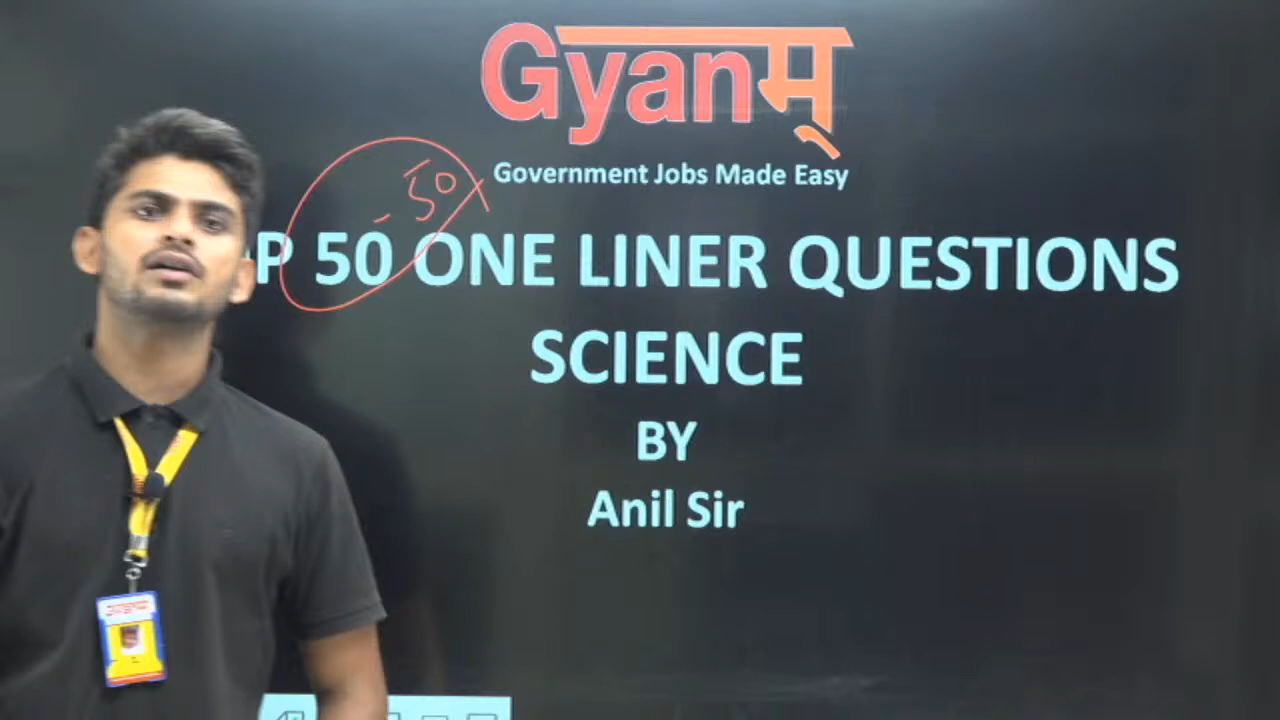 Gyanम्
Government Jobs Made Easy
- 50
P 50 ONE LINER QUESTIONS
SCIENCE
BY
Anil Sir